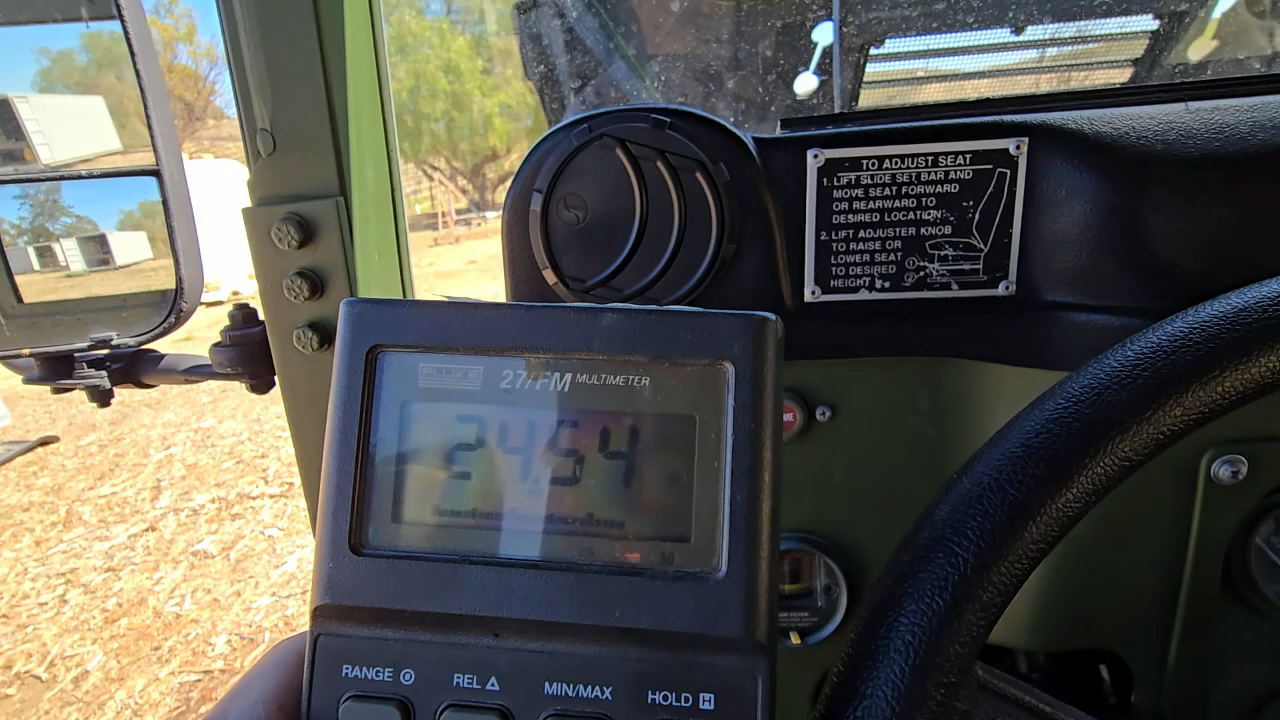 TO ADJUST SEAT
1. LIFT SLIDE SET BAR AND
MOVE SEAT FORWARD
OR REARWARD TO
DESIRED LOCATION
2. LIFT ADJUSTER KNOB
TO RAISE OR
LOWER SEAT
TO DESIRED
HEIGHT
1
2
FLUKE
27/FM MULTIMETER
24.54
RANGE
REL △
MIN/MAX
HOLD H